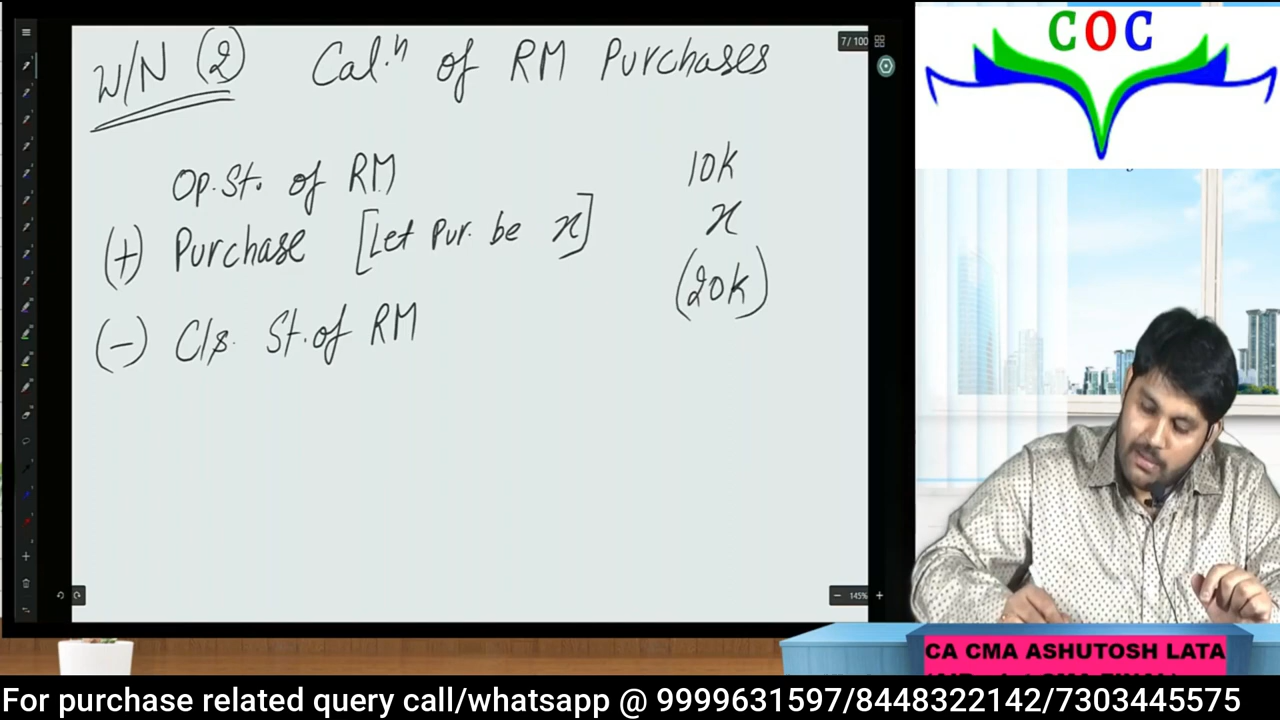 W/N (2) Cal.ⁿ of RM Purchases
Op. St. of RM 10k
(+) Purchase [Let Pur. be x] x
(-) C/s. St. of RM (20k)
7 / 100
145%
COC
CA CMA ASHUTOSH LATA
For purchase related query call/whatsapp @ 9999631597/8448322142/7303445575